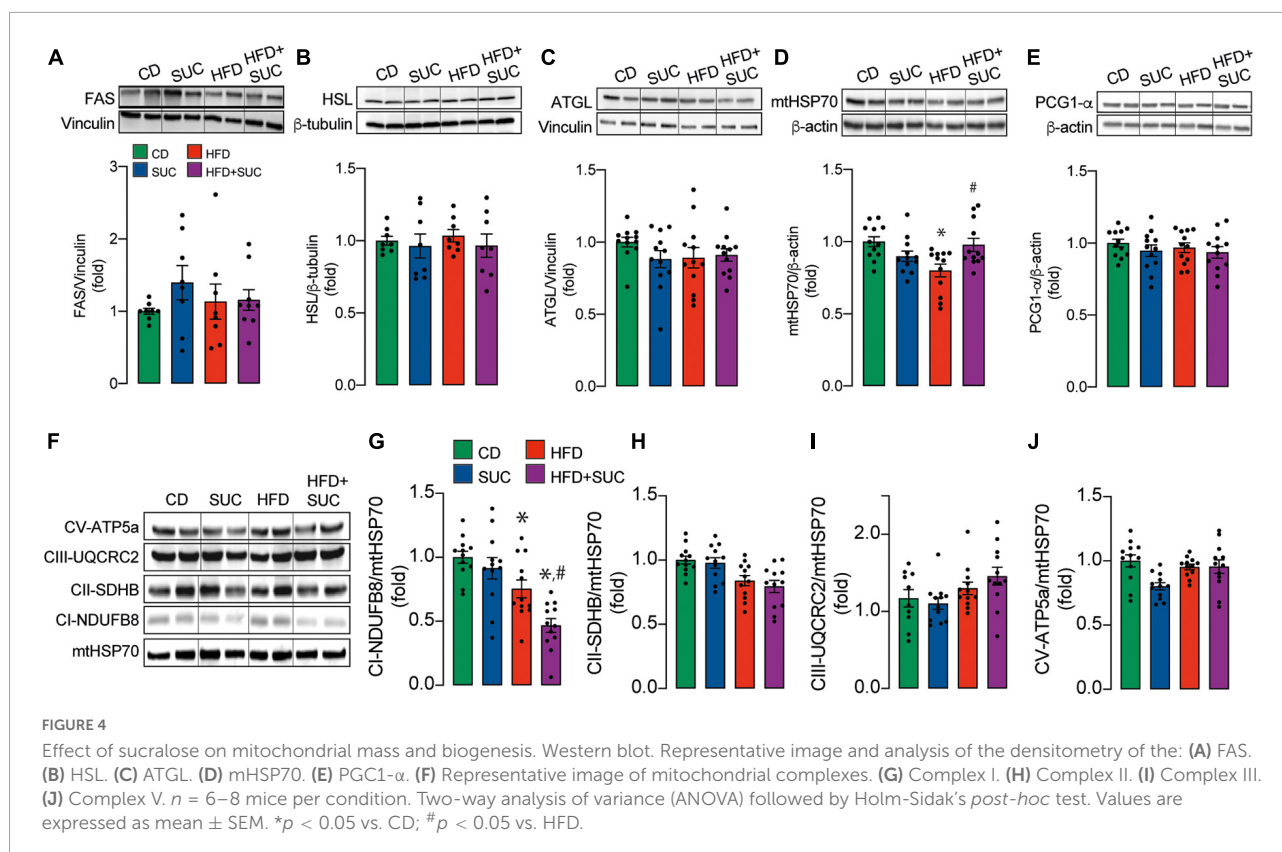 A
CD SUC HFD HFD+ SUC
FAS
Vinculin
CD HFD
SUC HFD+SUC
FAS/vinculin
(fold)
3
2
1
0
B
CD SUC HFD HFD+ SUC
HSL
β-tubulin
HSL/β-tubulin
(fold)
1.5
1.0
0.5
0.0
C
CD SUC HFD HFD+ SUC
ATGL
Vinculin
ATGL/vinculin
(fold)
1.5
1.0
0.5
0.0
D
CD SUC HFD HFD+ SUC
mtHSP70
β-actin
mtHSP70/β-actin
(fold)
1.5
1.0
0.5
0.0
*
#
E
CD SUC HFD HFD+ SUC
PCG1-α
β-actin
PCG1-α/β-actin
(fold)
1.5
1.0
0.5
0.0
F
CD SUC HFD HFD+ SUC
CV-ATP5a
CIII-UQCRC2
CII-SDHB
CI-NDUFB8
mtHSP70
G
CD HFD
SUC HFD+SUC
CI-NDUFB8/mtHSP70
(fold)
1.5
1.0
0.5
0.0
*
*,#
H
CII-SDHB/mtHSP70
(fold)
1.5
1.0
0.5
0.0
I
CIII-UQCRC2/mtHSP70
(fold)
2.0
1.0
0.0
J
CV-ATP5a/mtHSP70
(fold)
1.5
1.0
0.5
0.0
FIGURE 4
Effect of sucralose on mitochondrial mass and biogenesis. Western blot. Representative image and analysis of the densitometry of the: (A) FAS.
(B) HSL. (C) ATGL. (D) mHSP70. (E) PGC1-α. (F) Representative image of mitochondrial complexes. (G) Complex I. (H) Complex II. (I) Complex III.
(J) Complex V. n = 6–8 mice per condition. Two-way analysis of variance (ANOVA) followed by Holm-Sidak's post-hoc test. Values are
expressed as mean ± SEM. *p < 0.05 vs. CD; #p < 0.05 vs. HFD.